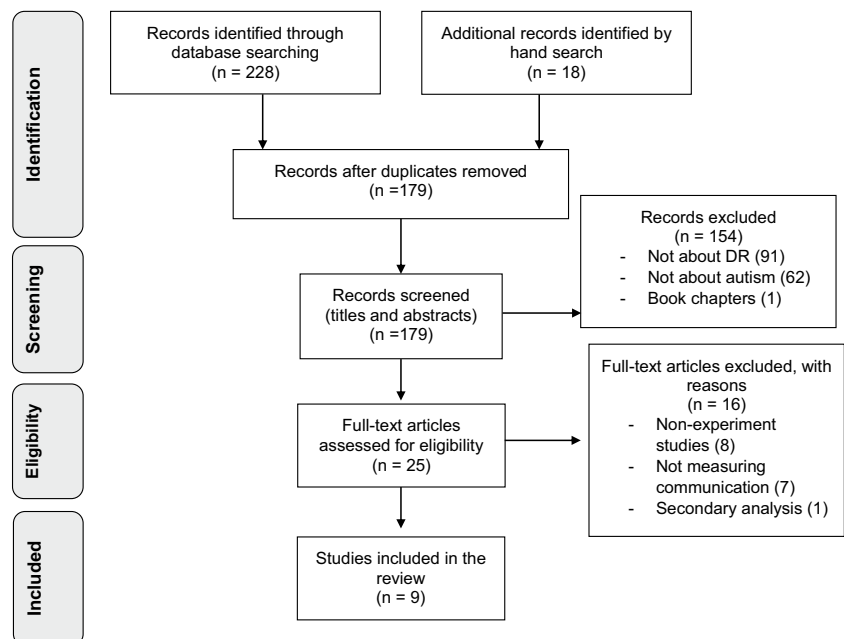 Identification
Records identified through
database searching
(n = 228)
Additional records identified by
hand search
(n = 18)
Records after duplicates removed
(n =179)
Screening
Records screened
(titles and abstracts)
(n =179)
Records excluded
(n = 154)
- Not about DR (91)
- Not about autism (62)
- Book chapters (1)
Eligibility
Full-text articles
assessed for eligibility
(n = 25)
Full-text articles excluded, with
reasons
(n = 16)
- Non-experiment
studies (8)
- Not measuring
communication (7)
- Secondary analysis (1)
Included
Studies included in the
review
(n = 9)